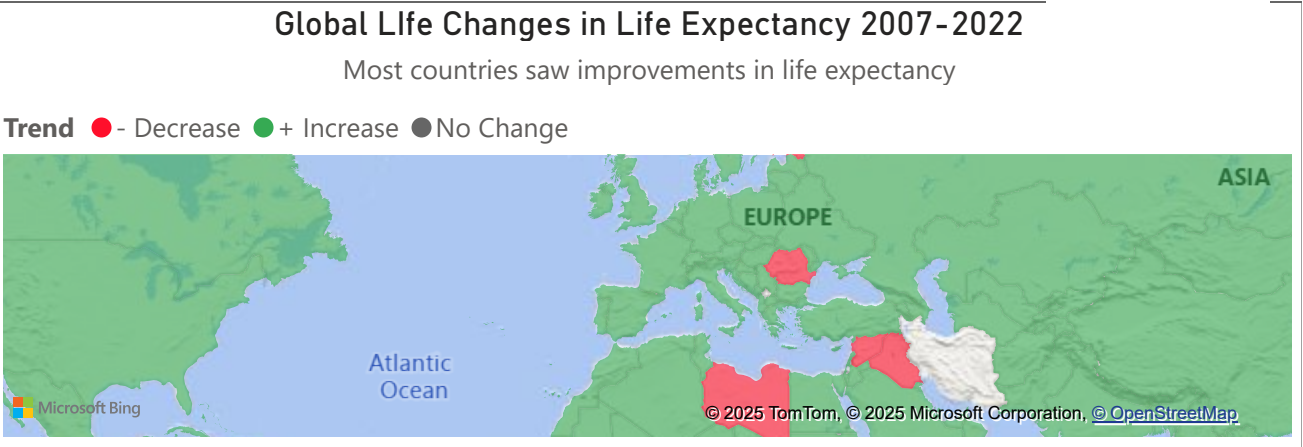 Global LIfe Changes in Life Expectancy 2007-2022
Most countries saw improvements in life expectancy
Trend - Decrease + Increase No Change
ASIA
EUROPE
Atlantic
Ocean
Microsoft Bing
© 2025 TomTom, © 2025 Microsoft Corporation, © OpenStreetMap